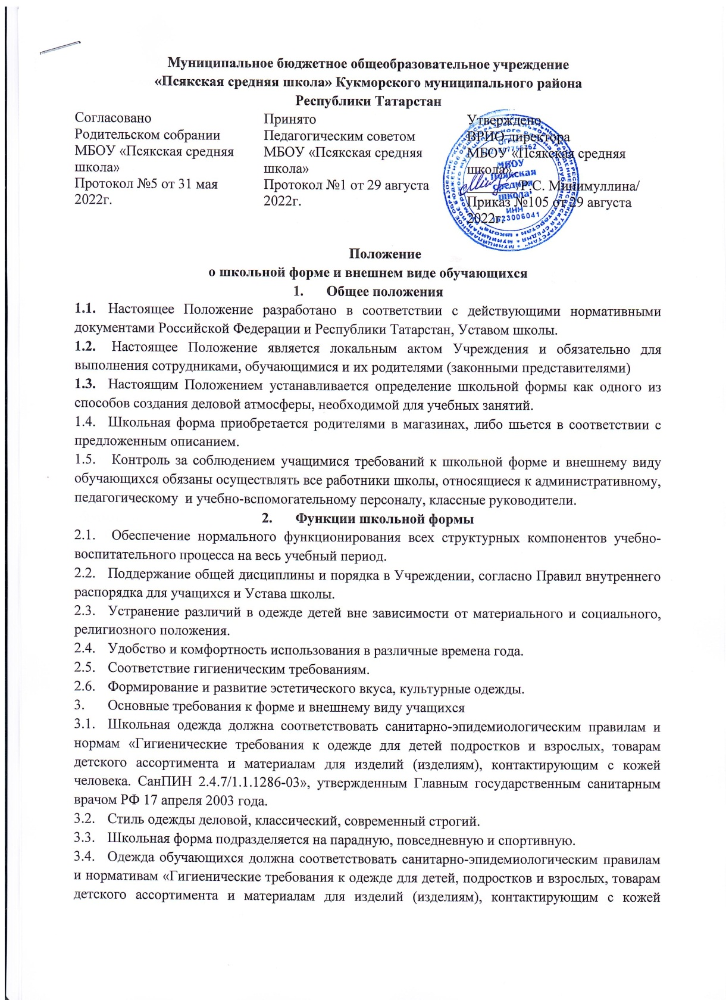 Муниципальное бюджетное общеобразовательное учреждение
«Псякская средняя школа» Кукморского муниципального района
Республики Татарстан
Согласовано
Родительском собрании
МБОУ «Псякская средняя
школа»
Протокол №5 от 31 мая
2022г.
Принято
Педагогическим советом
МБОУ «Псякская средняя
школа»
Протокол №1 от 29 августа
2022г.
Утверждено
ВРИО директора
МБОУ «Псякская средняя
школа»
/Р.С. Минимуллина/
Приказ №105 от 29 августа
2022г.
МБОУ
Псякская
средняя
школа
ИНН
1623006041
Положение
о школьной форме и внешнем виде обучающихся
1. Общее положения
1.1. Настоящее Положение разработано в соответствии с действующими нормативными
документами Российской Федерации и Республики Татарстан, Уставом школы.
1.2. Настоящее Положение является локальным актом Учреждения и обязательно для
выполнения сотрудниками, обучающимися и их родителями (законными представителями)
1.3. Настоящим Положением устанавливается определение школьной формы как одного из
способов создания деловой атмосферы, необходимой для учебных занятий.
1.4. Школьная форма приобретается родителями в магазинах, либо шьется в соответствии с
предложенным описанием.
1.5. Контроль за соблюдением учащимися требований к школьной форме и внешнему виду
обучающихся обязаны осуществлять все работники школы, относящиеся к административному,
педагогическому и учебно-вспомогательному персоналу, классные руководители.
2. Функции школьной формы
2.1. Обеспечение нормального функционирования всех структурных компонентов учебно-
воспитательного процесса на весь учебный период.
2.2. Поддержание общей дисциплины и порядка в Учреждении, согласно Правил внутреннего
распорядка для учащихся и Устава школы.
2.3. Устранение различий в одежде детей вне зависимости от материального и социального,
религиозного положения.
2.4. Удобство и комфортность использования в различные времена года.
2.5. Соответствие гигиеническим требованиям.
2.6. Формирование и развитие эстетического вкуса, культурные одежды.
3. Основные требования к форме и внешнему виду учащихся
3.1. Школьная одежда должна соответствовать санитарно-эпидемиологическим правилам и
нормам «Гигиенические требования к одежде для детей подростков и взрослых, товарам
детского ассортимента и материалам для изделий (изделиям), контактирующим с кожей
человека. СанПИН 2.4.7/1.1.1286-03», утвержденным Главным государственным санитарным
врачом РФ 17 апреля 2003 года.
3.2. Стиль одежды деловой, классический, современный строгий.
3.3. Школьная форма подразделяется на парадную, повседневную и спортивную.
3.4. Одежда обучающихся должна соответствовать санитарно-эпидемиологическим правилам
и нормативам «Гигиенические требования к одежде для детей, подростков и взрослых, товарам
детского ассортимента и материалам для изделий (изделиям), контактирующим с кожей